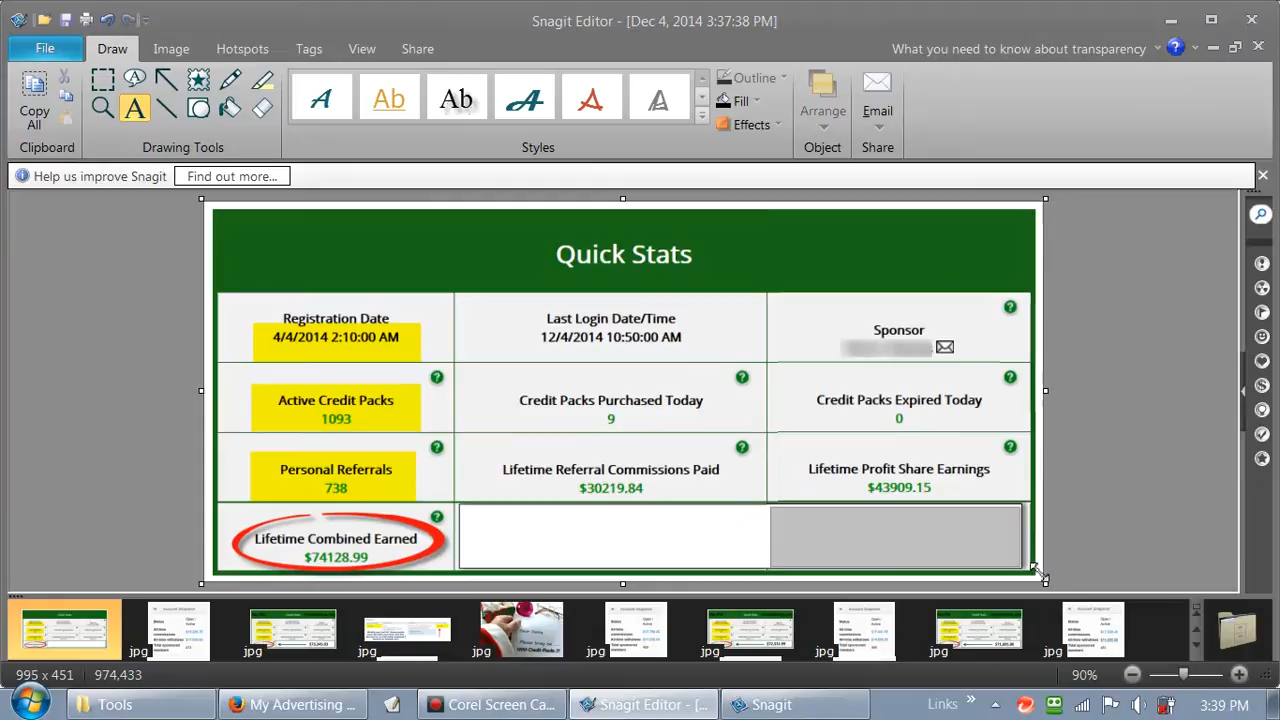 Snagit Editor - [Dec 4, 2014 3:37:38 PM]
File Draw Image Hotspots Tags View Share What you need to know about transparency
Copy All
Clipboard
Drawing Tools
A Ab Ab A A A
Styles
Outline
Fill
Effects
Arrange
Object
Email
Share
Help us improve Snagit Find out more...
Quick Stats
Registration Date
4/4/2014 2:10:00 AM
Last Login Date/Time
12/4/2014 10:50:00 AM
Sponsor
Active Credit Packs
1093
Credit Packs Purchased Today
9
Credit Packs Expired Today
0
Personal Referrals
738
Lifetime Referral Commissions Paid
$30219.84
Lifetime Profit Share Earnings
$43909.15
Lifetime Combined Earned
$74128.99
jpg jpg jpg jpg jpg jpg jpg jpg jpg
995 x 451 974,433 90%
Tools My Advertising ... Corel Screen Ca... Snagit Editor - [... Snagit Links » 3:39 PM